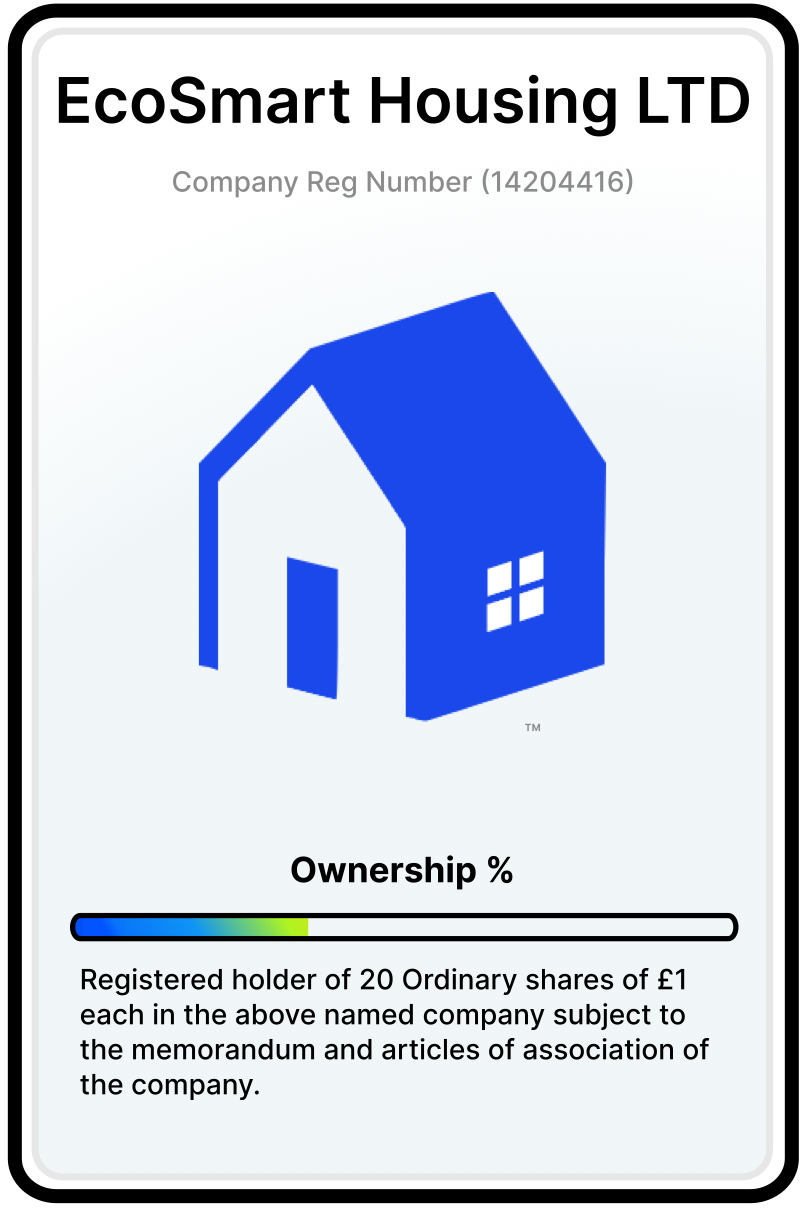 EcoSmart Housing LTD
Company Reg Number (14204416)
TM
Ownership %
Registered holder of 20 Ordinary shares of £1
each in the above named company subject to
the memorandum and articles of association of
the company.